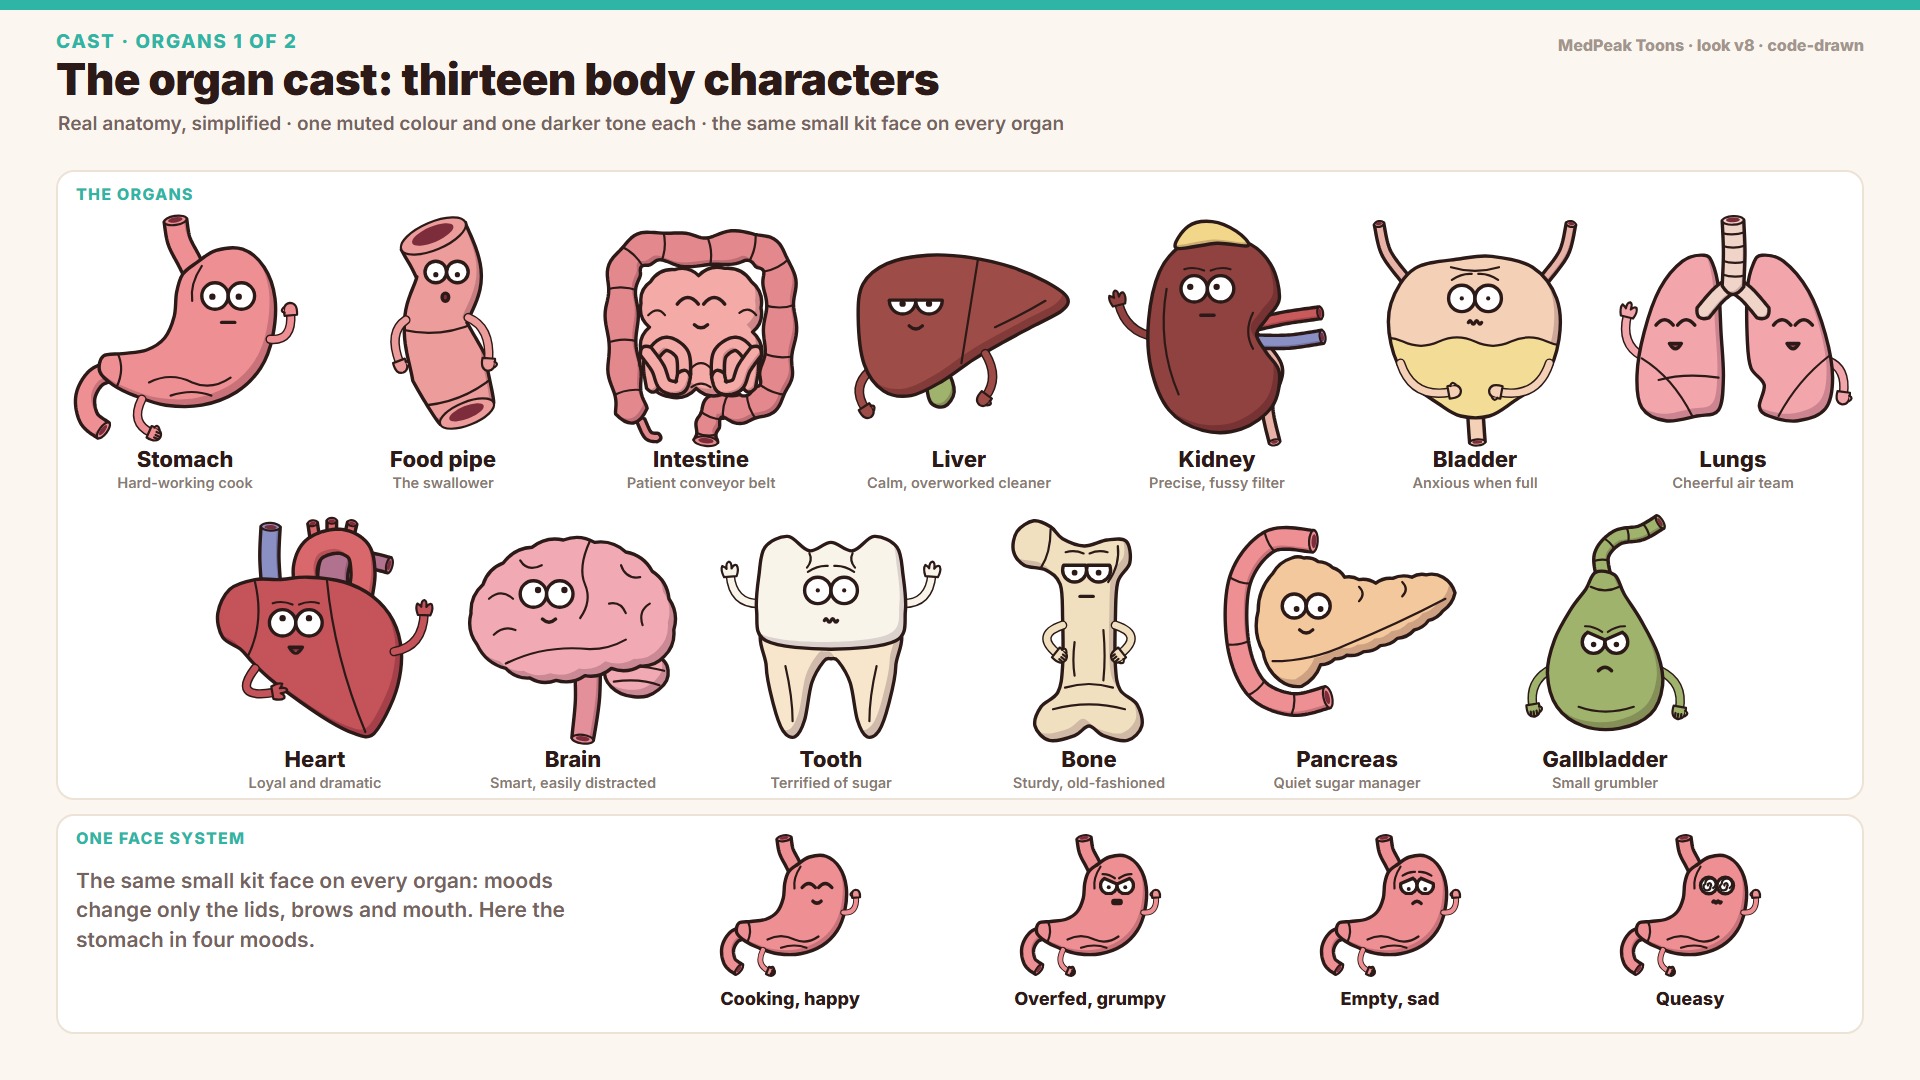 CAST · ORGANS 1 OF 2
MedPeak Toons · look v8 · code-drawn
The organ cast: thirteen body characters
Real anatomy, simplified · one muted colour and one darker tone each · the same small kit face on every organ
THE ORGANS
Stomach
Hard-working cook
Food pipe
The swallower
Intestine
Patient conveyor belt
Liver
Calm, overworked cleaner
Kidney
Precise, fussy filter
Bladder
Anxious when full
Lungs
Cheerful air team
Heart
Loyal and dramatic
Brain
Smart, easily distracted
Tooth
Terrified of sugar
Bone
Sturdy, old-fashioned
Pancreas
Quiet sugar manager
Gallbladder
Small grumbler
ONE FACE SYSTEM
The same small kit face on every organ: moods
change only the lids, brows and mouth. Here the
stomach in four moods.
Cooking, happy
Overfed, grumpy
Empty, sad
Queasy